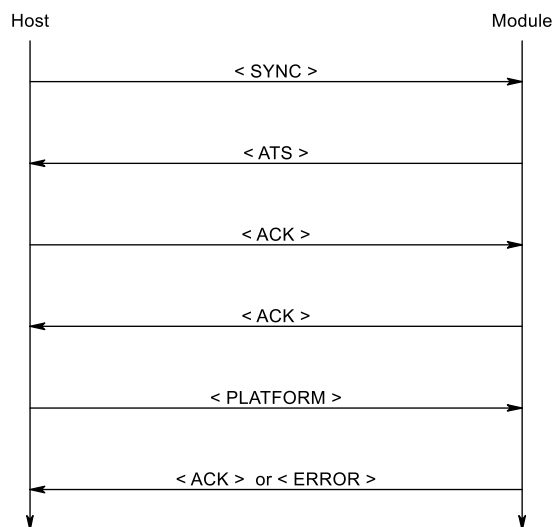 Host Module
< SYNC >
< ATS >
< ACK >
< ACK >
< PLATFORM >
< ACK > or < ERROR >